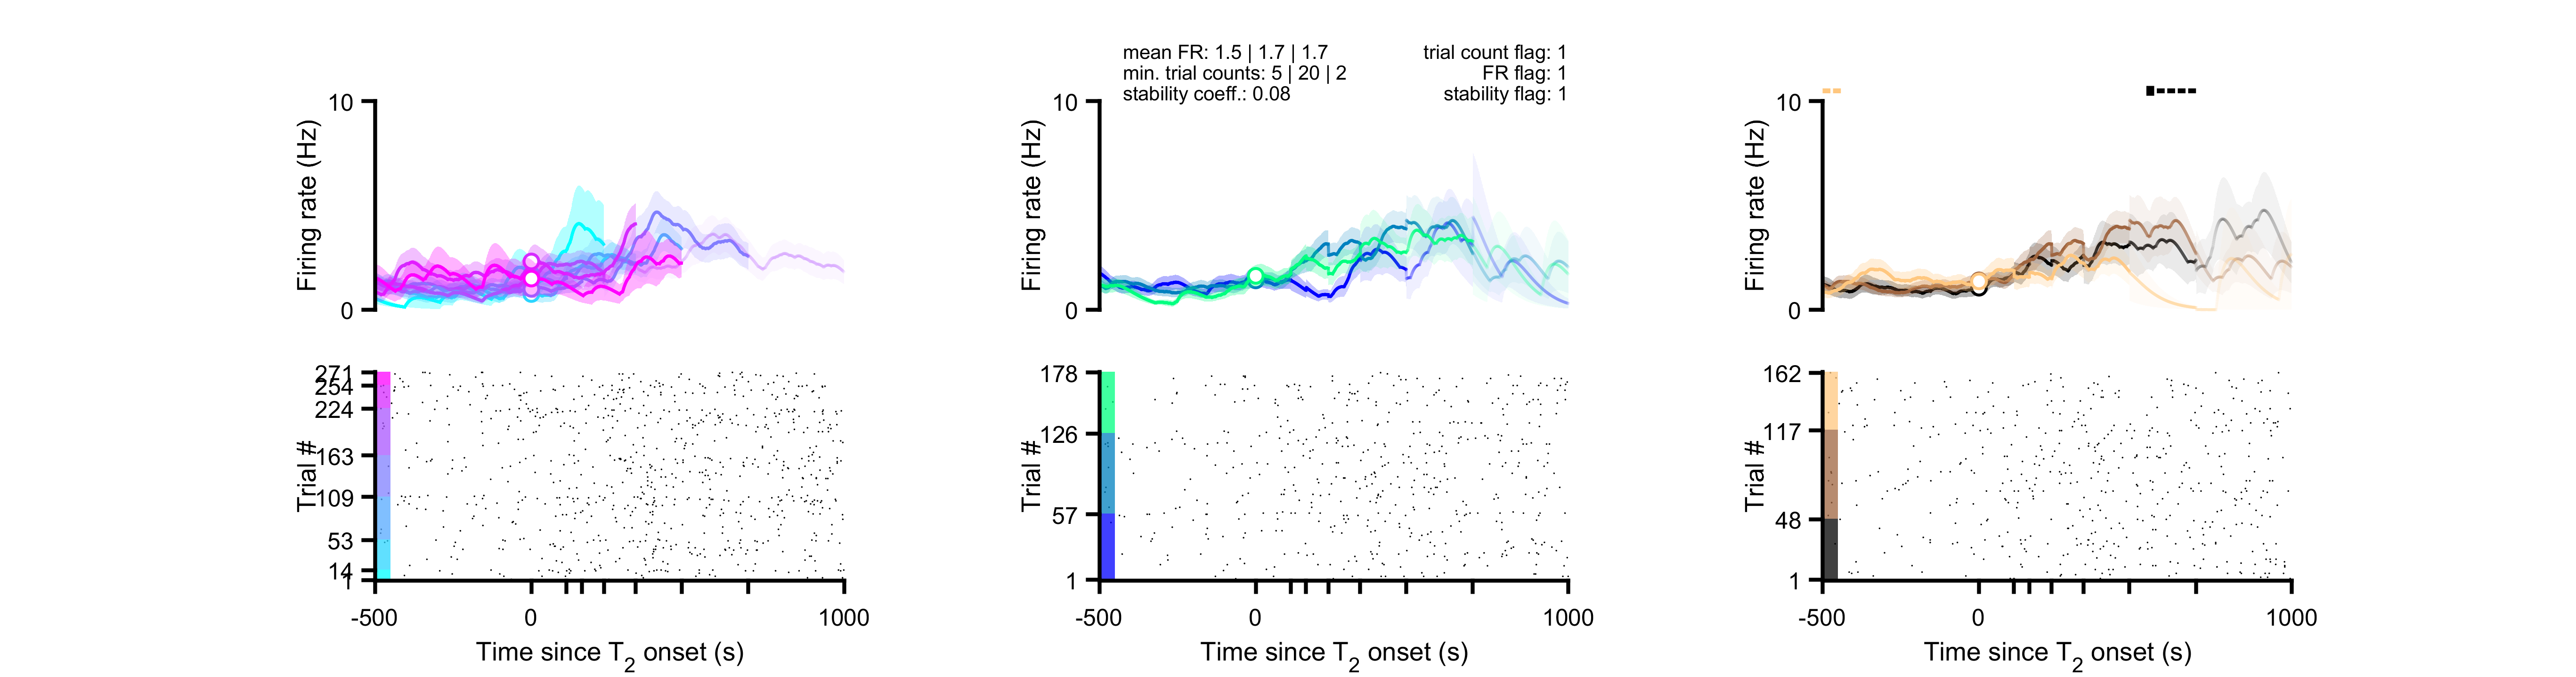 mean FR: 1.5 | 1.7 | 1.7
min. trial counts: 5 | 20 | 2
stability coeff.: 0.08
trial count flag: 1
FR flag: 1
stability flag: 1
10
Firing rate (Hz)
0
10
Firing rate (Hz)
0
10
Firing rate (Hz)
0
271
254
224
163
109
53
14
1
Trial #
-500
0
1000
Time since T2 onset (s)
178
126
57
1
Trial #
-500
0
1000
Time since T2 onset (s)
162
117
48
1
Trial #
-500
0
1000
Time since T2 onset (s)